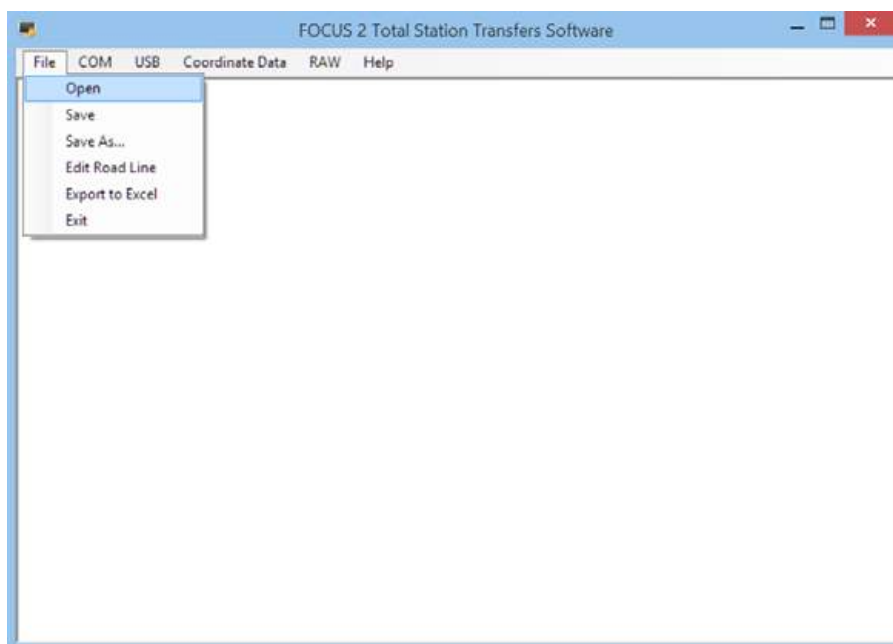 FOCUS 2 Total Station Transfers Software
File COM USB Coordinate Data RAW Help
Open
Save
Save As...
Edit Road Line
Export to Excel
Exit